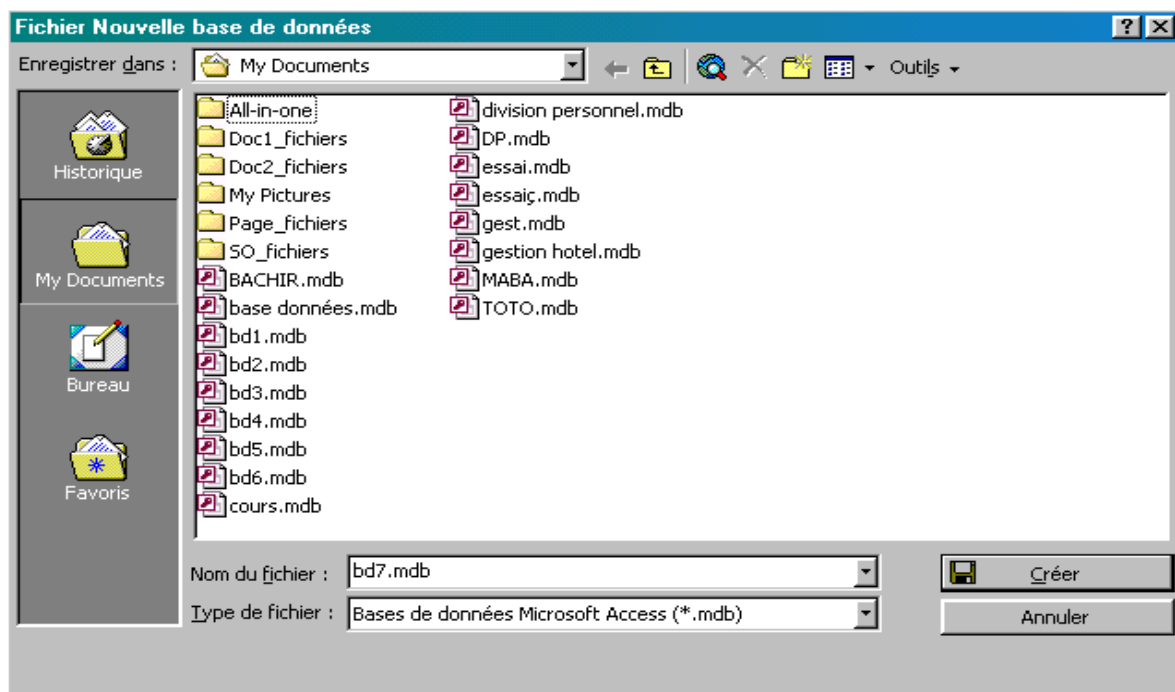 Fichier Nouvelle base de données
Enregistrer dans :
My Documents
Outils
Historique
My Documents
Bureau
Favoris
All-in-one
Doc1_fichiers
Doc2_fichiers
My Pictures
Page_fichiers
SO_fichiers
BACHIR.mdb
base données.mdb
bd1.mdb
bd2.mdb
bd3.mdb
bd4.mdb
bd5.mdb
bd6.mdb
cours.mdb
division personnel.mdb
DP.mdb
essai.mdb
essaiç.mdb
gest.mdb
gestion hotel.mdb
MABA.mdb
TOTO.mdb
Nom du fichier :
bd7.mdb
Créer
Type de fichier :
Bases de données Microsoft Access (*.mdb)
Annuler